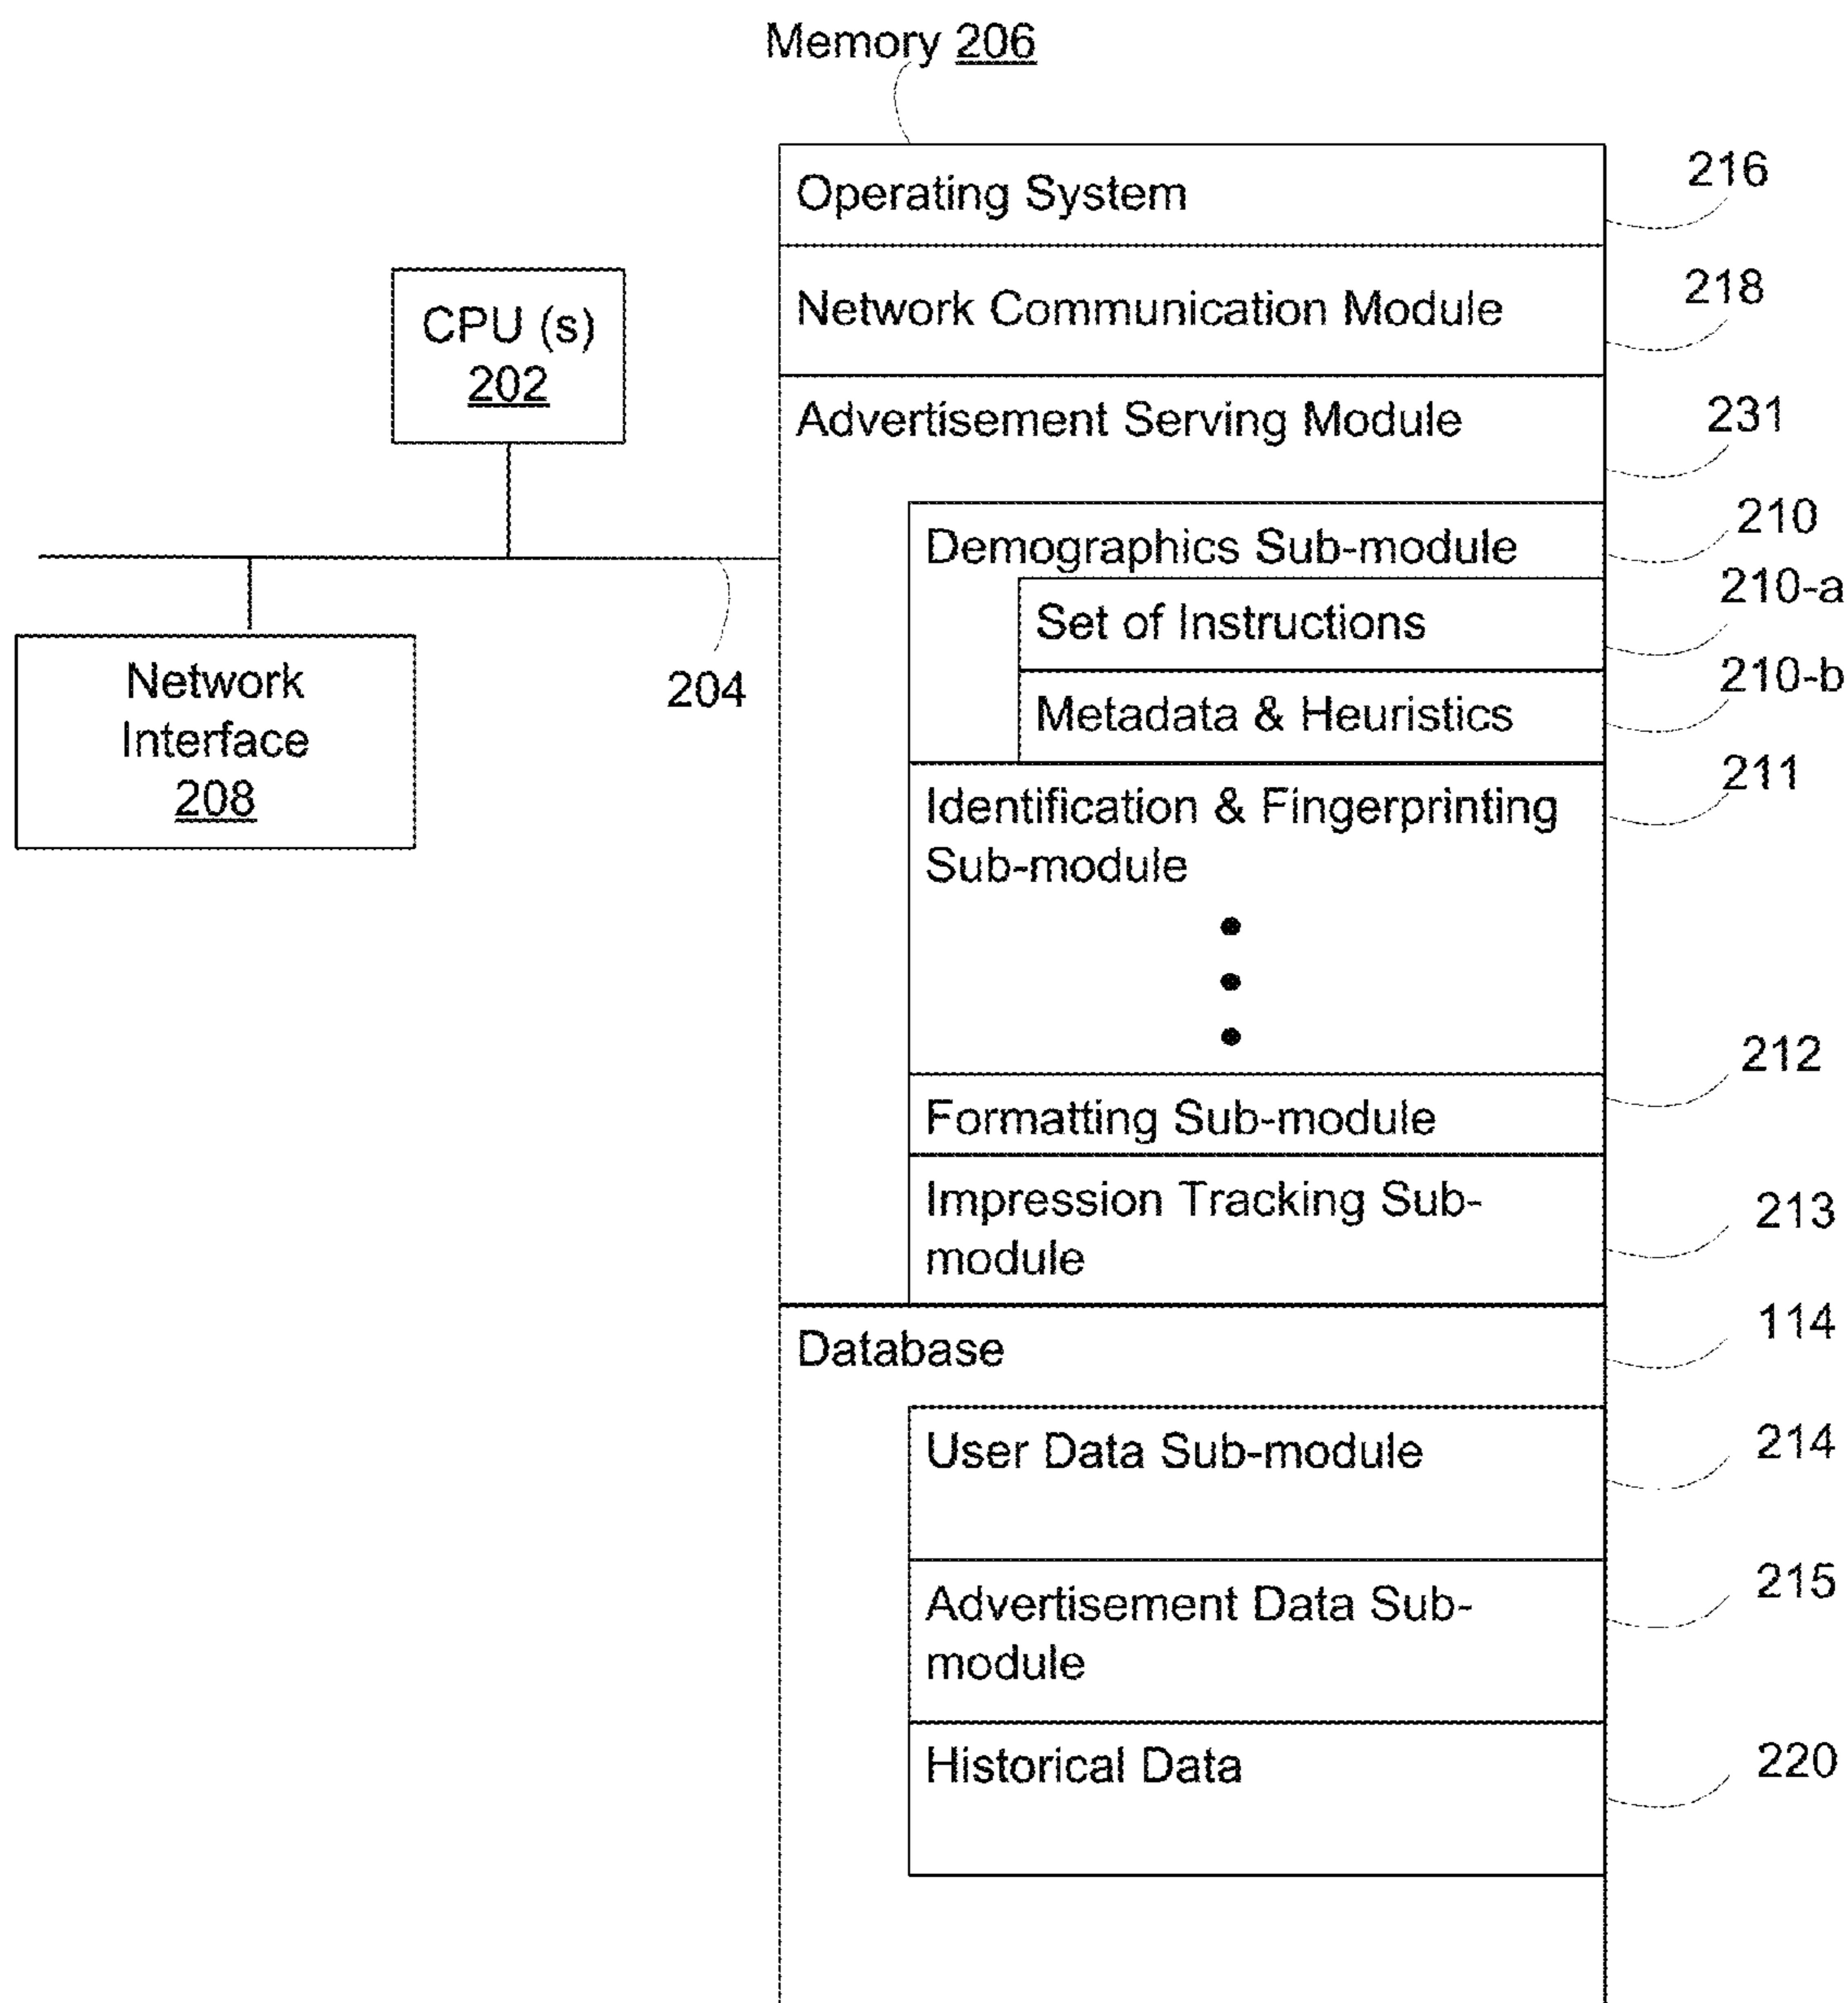 Memory 206
Operating System
216
Network Communication Module
218
CPU (s)
202
Advertisement Serving Module
231
Demographics Sub-module
210
Set of Instructions
210-a
Metadata & Heuristics
210-b
204
Network
Interface
208
Identification & Fingerprinting
Sub-module
211
Formatting Sub-module
212
Impression Tracking Sub-
module
213
Database
114
User Data Sub-module
214
Advertisement Data Sub-
module
215
Historical Data
220